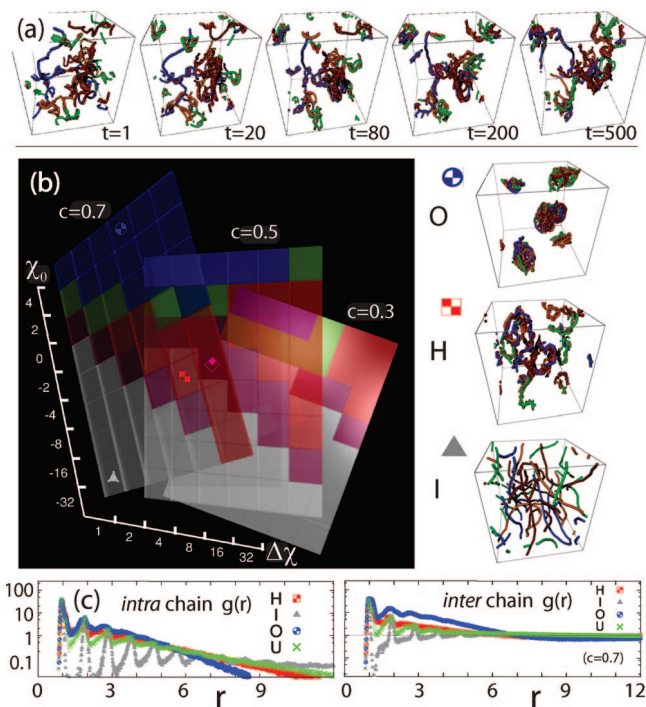 (a)
t=1
t=20
t=80
t=200
t=500
(b)
c=0.7
c=0.5
c=0.3
χ₀
4
2
0
-2
-4
-8
-16
-32
1
2
4
8
16
32
Δχ
O
H
I
(c)
intra chain g(r)
H
I
O
U
100
10
1
0.1
0 3 6 9
r
inter chain g(r)
H
I
O
U
(c=0.7)
0 3 6 9 12
r